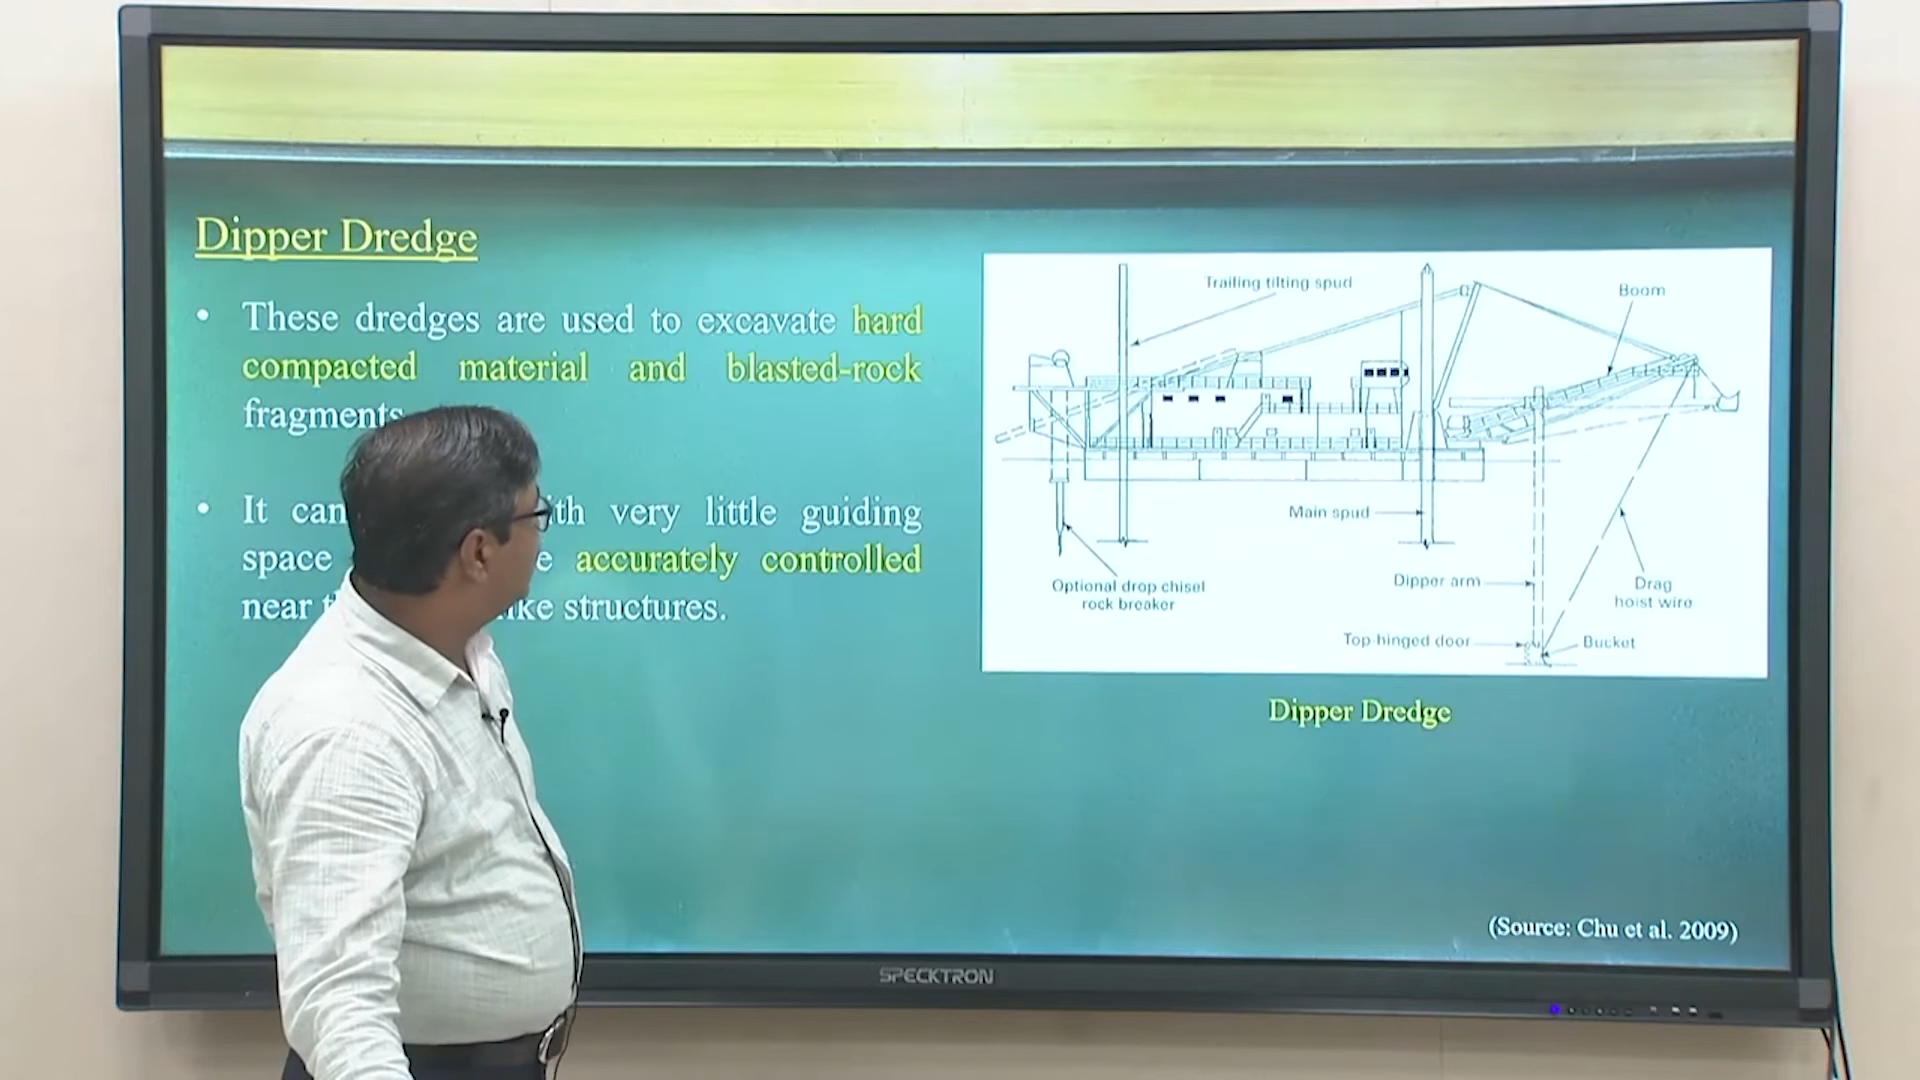 Dipper Dredge
• These dredges are used to excavate hard
compacted material and blasted-rock
fragments
• It can with very little guiding
space accurately controlled
near like structures.
Trailing tilting spud
Boom
Main spud
Optional drop chisel
rock breaker
Dipper arm
Drag
hoist wire
Top-hinged door
Bucket
Dipper Dredge
(Source: Chu et al. 2009)
SPECKTRON